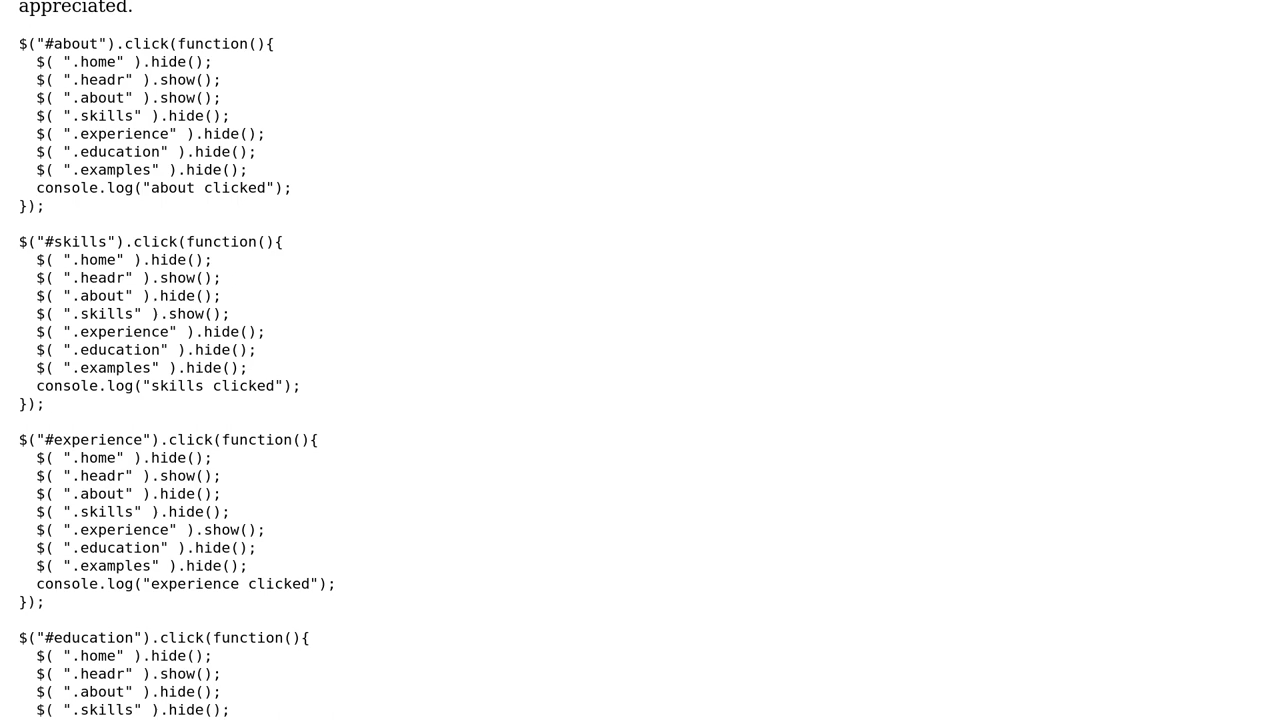 appreciated.
$("#about").click(function(){
  $( ".home" ).hide();
  $( ".headr" ).show();
  $( ".about" ).show();
  $( ".skills" ).hide();
  $( ".experience" ).hide();
  $( ".education" ).hide();
  $( ".examples" ).hide();
  console.log("about clicked");
});
$("#skills").click(function(){
  $( ".home" ).hide();
  $( ".headr" ).show();
  $( ".about" ).hide();
  $( ".skills" ).show();
  $( ".experience" ).hide();
  $( ".education" ).hide();
  $( ".examples" ).hide();
  console.log("skills clicked");
});
$("#experience").click(function(){
  $( ".home" ).hide();
  $( ".headr" ).show();
  $( ".about" ).hide();
  $( ".skills" ).hide();
  $( ".experience" ).show();
  $( ".education" ).hide();
  $( ".examples" ).hide();
  console.log("experience clicked");
});
$("#education").click(function(){
  $( ".home" ).hide();
  $( ".headr" ).show();
  $( ".about" ).hide();
  $( ".skills" ).hide();